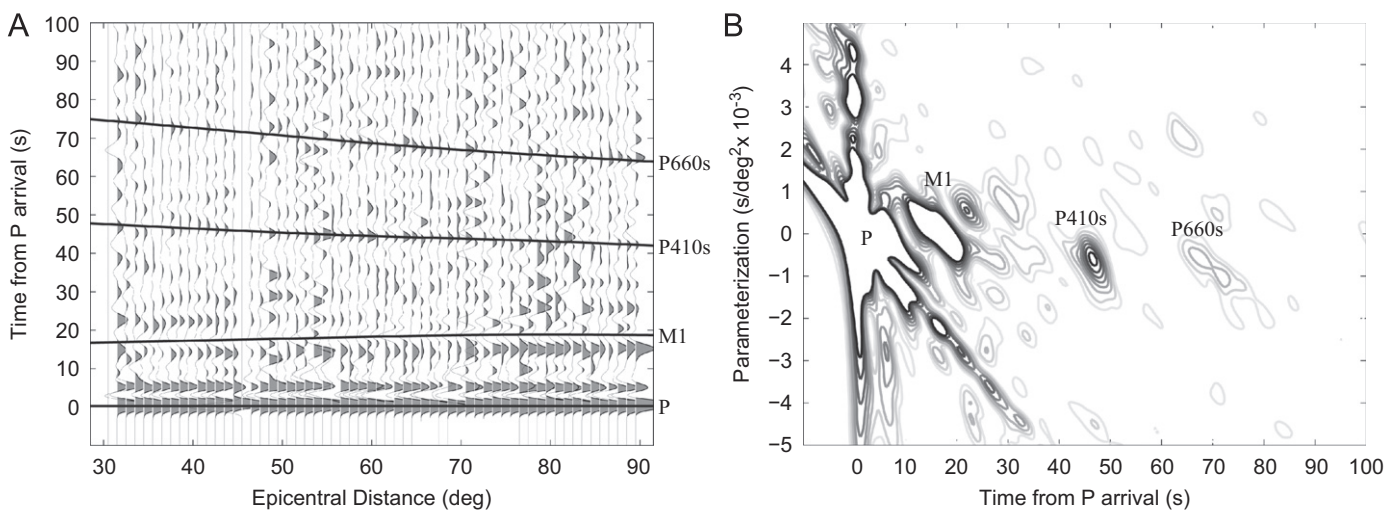 A
Time from P arrival (s)
100
90
80
70
60
50
40
30
20
10
0
P660s
P410s
M1
P
30 40 50 60 70 80 90
Epicentral Distance (deg)
B
Parameterization (s/deg² x 10⁻³)
4
3
2
1
0
−1
−2
−3
−4
−5
M1
P
P410s
P660s
0 10 20 30 40 50 60 70 80 90 100
Time from P arrival (s)